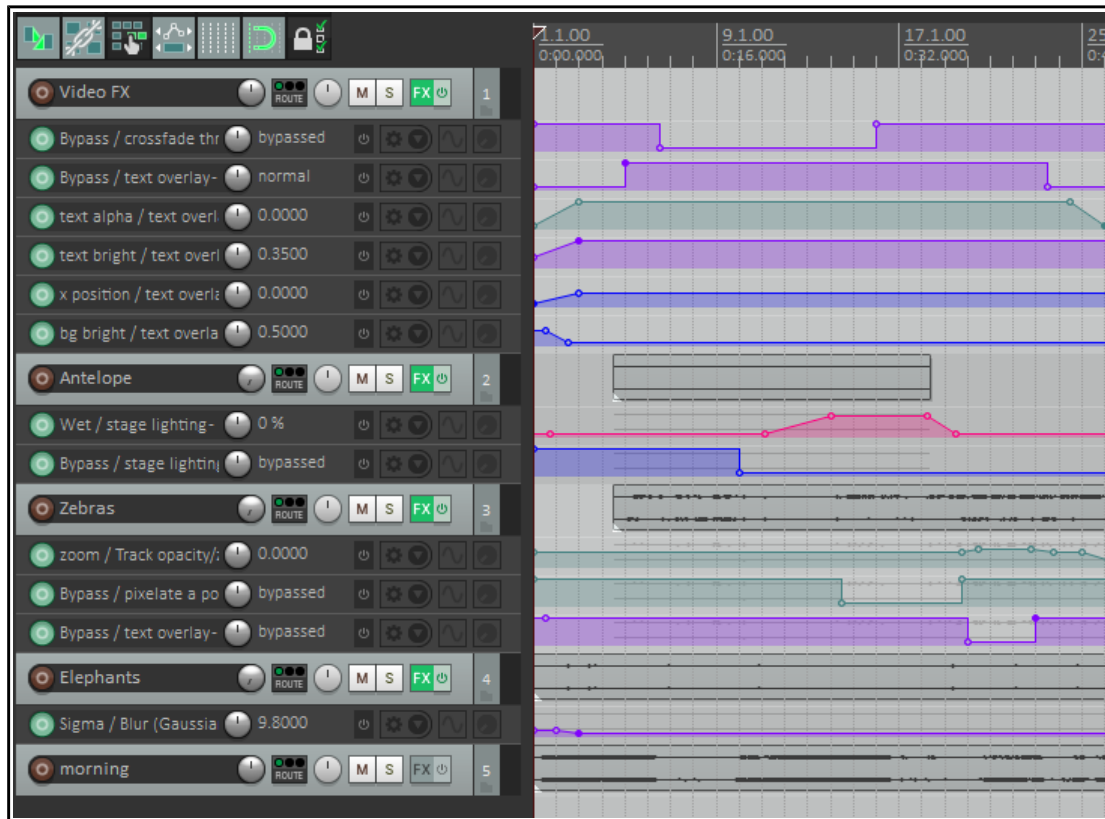 1.1.00 9.1.00 17.1.00
0:00.000 0:16.000 0:32.000
Video FX ROUTE M S FX 1
Bypass / crossfade thr bypassed
Bypass / text overlay- normal
text alpha / text overl 0.0000
text bright / text overl 0.3500
x position / text overla 0.0000
bg bright / text overla 0.5000
Antelope ROUTE M S FX 2
Wet / stage lighting- 0 %
Bypass / stage lighting bypassed
Zebras ROUTE M S FX 3
zoom / Track opacity/ 0.0000
Bypass / pixelate a po bypassed
Bypass / text overlay- bypassed
Elephants ROUTE M S FX 4
Sigma / Blur (Gaussia 9.8000
morning ROUTE M S FX 5